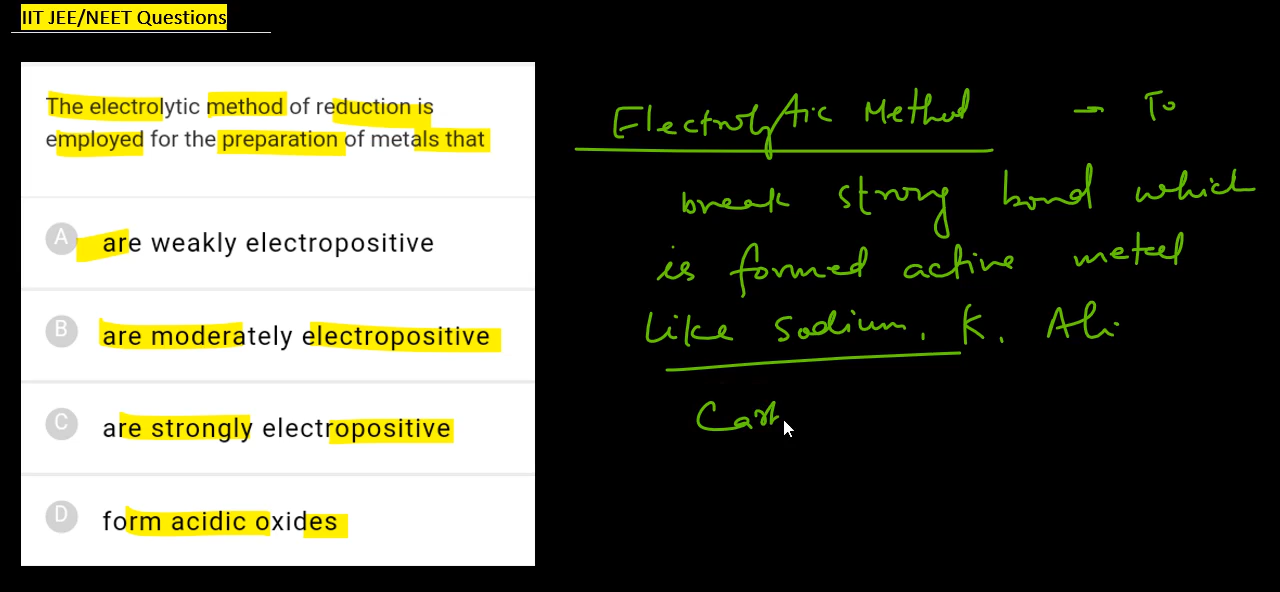 IIT JEE/NEET Questions
The electrolytic method of reduction is
employed for the preparation of metals that
A are weakly electropositive
B are moderately electropositive
C are strongly electropositive
D form acidic oxides
Electrolytic Method → To
break strong bond which
is formed active metal
like sodium, K,